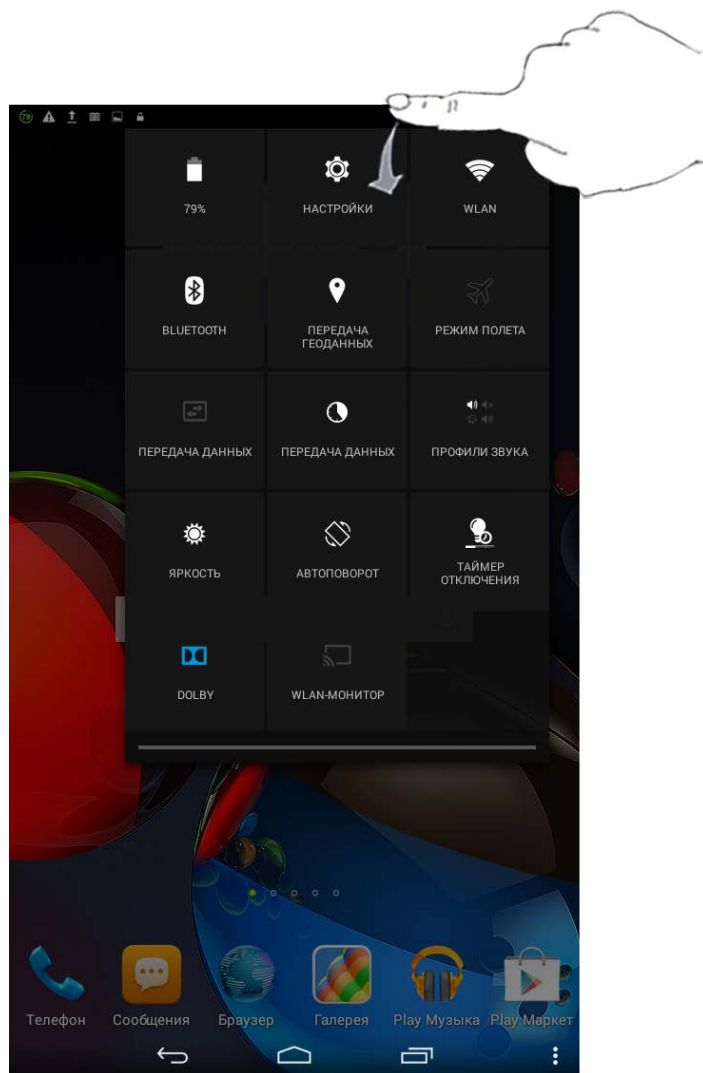 79
79%
НАСТРОЙКИ
WLAN
BLUETOOTH
ПЕРЕДАЧА
ГЕОДАННЫХ
РЕЖИМ ПОЛЕТА
ПЕРЕДАЧА ДАННЫХ
ПЕРЕДАЧА ДАННЫХ
ПРОФИЛИ ЗВУКА
ЯРКОСТЬ
АВТОПОВОРОТ
ТАЙМЕР
ОТКЛЮЧЕНИЯ
DOLBY
WLAN-МОНИТОР
Телефон
Сообщения
Браузер
Галерея
Play Музыка
Play Маркет